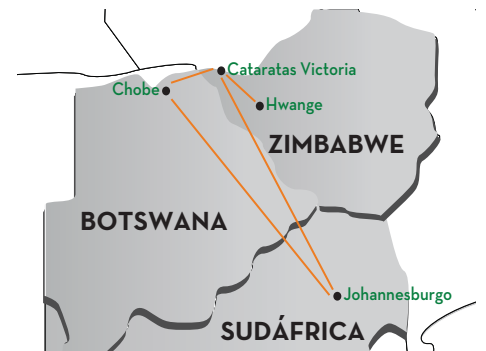 Cataratas Victoria
Chobe
Hwange
ZIMBABWE
BOTSWANA
Johannesburgo
SUDÁFRICA